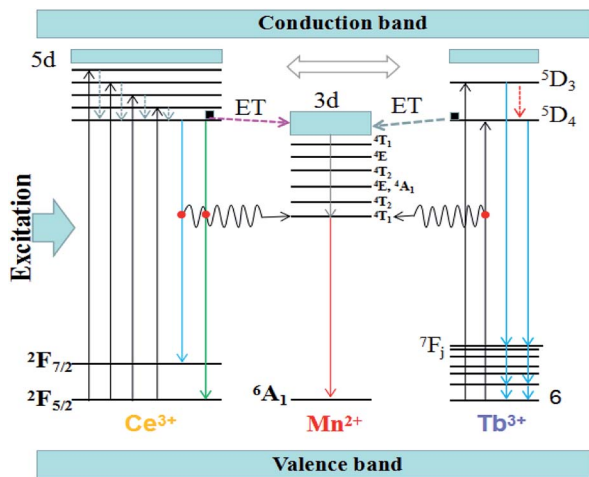 Conduction band
5d
⁵D₃
ET
3d
ET
⁵D₄
⁴T₁
⁴E
⁴T₂
⁴E, ⁴A₁
⁴T₂
⁴T₁
Excitation
⁷Fⱼ
²F₇/₂
²F₅/₂
⁶A₁
6
Ce³⁺
Mn²⁺
Tb³⁺
Valence band